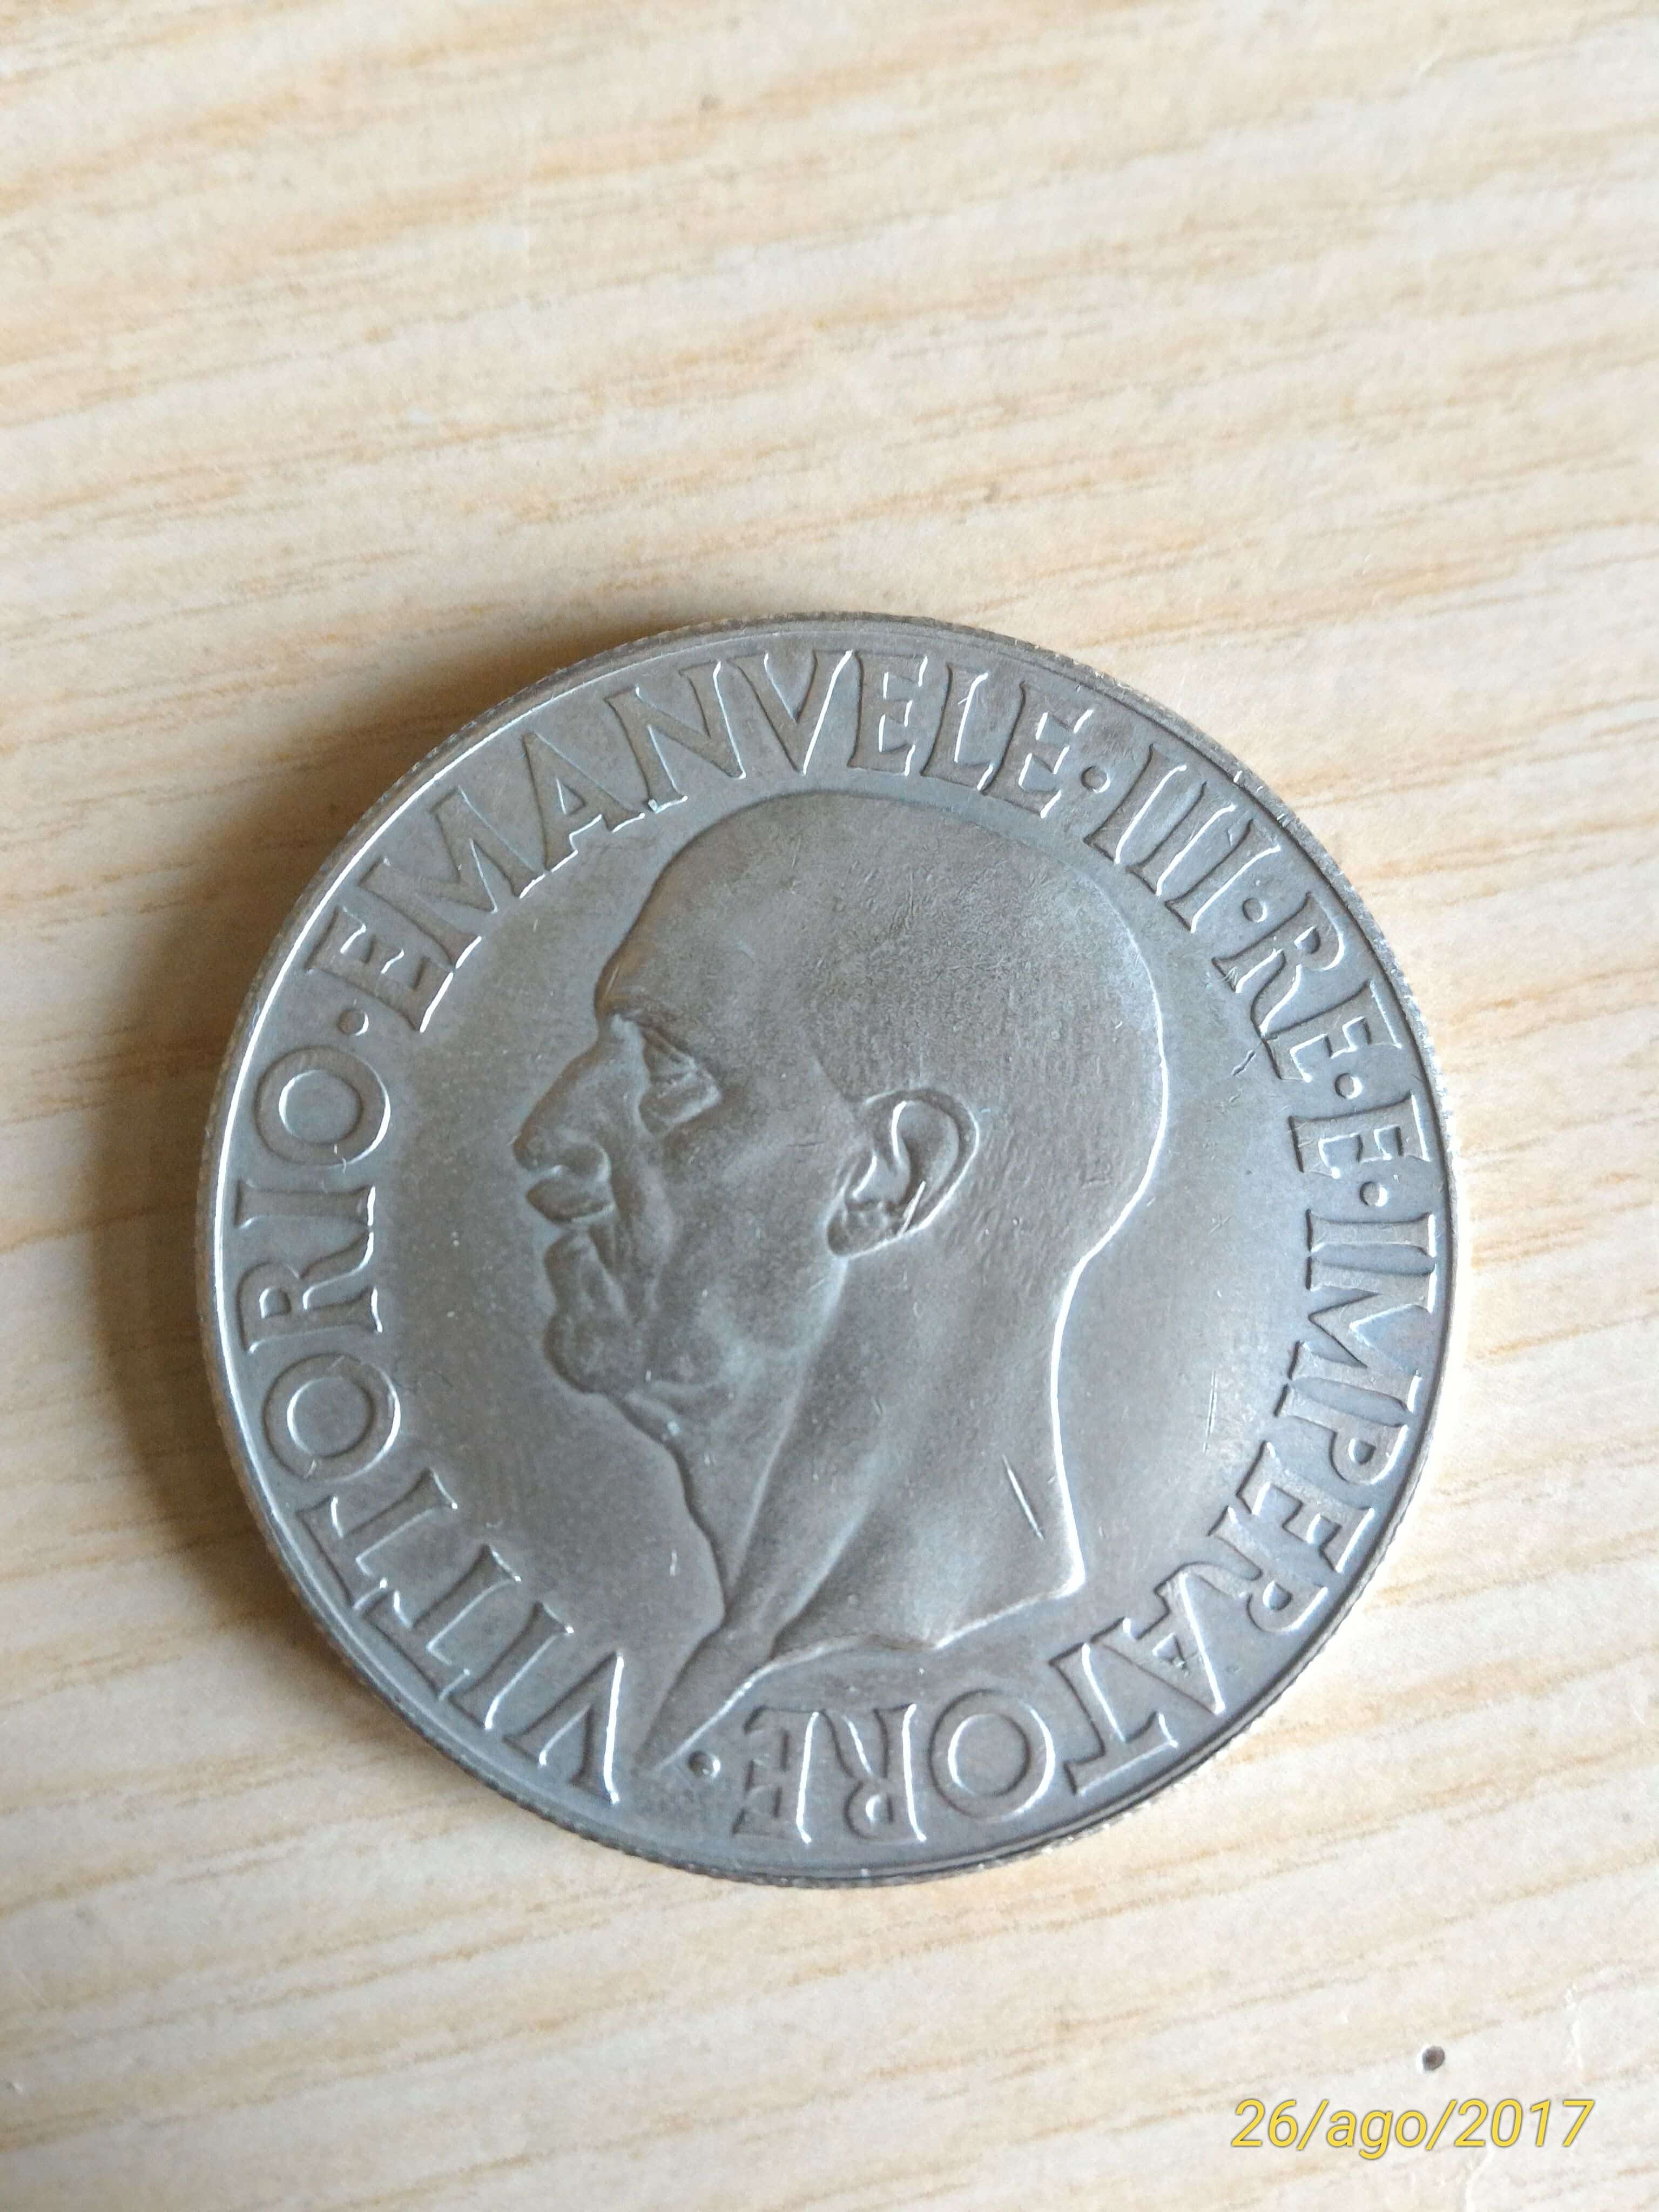 VITTORIO·EMANVELE·III·RE·E·IMPERATORE·
26/ago/2017